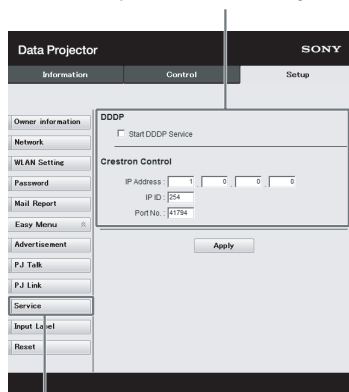 Data Projector SONY
Information Control Setup
Owner information
Network
WLAN Setting
Password
Mail Report
Easy Menu
Advertisement
PJ Talk
PJ Link
Service
Input Label
Reset
DDDP
Start DDDP Service
Crestron Control
IP Address : 1 . 0 . 0 . 0
IP ID : 254
Port No. : 41794
Apply